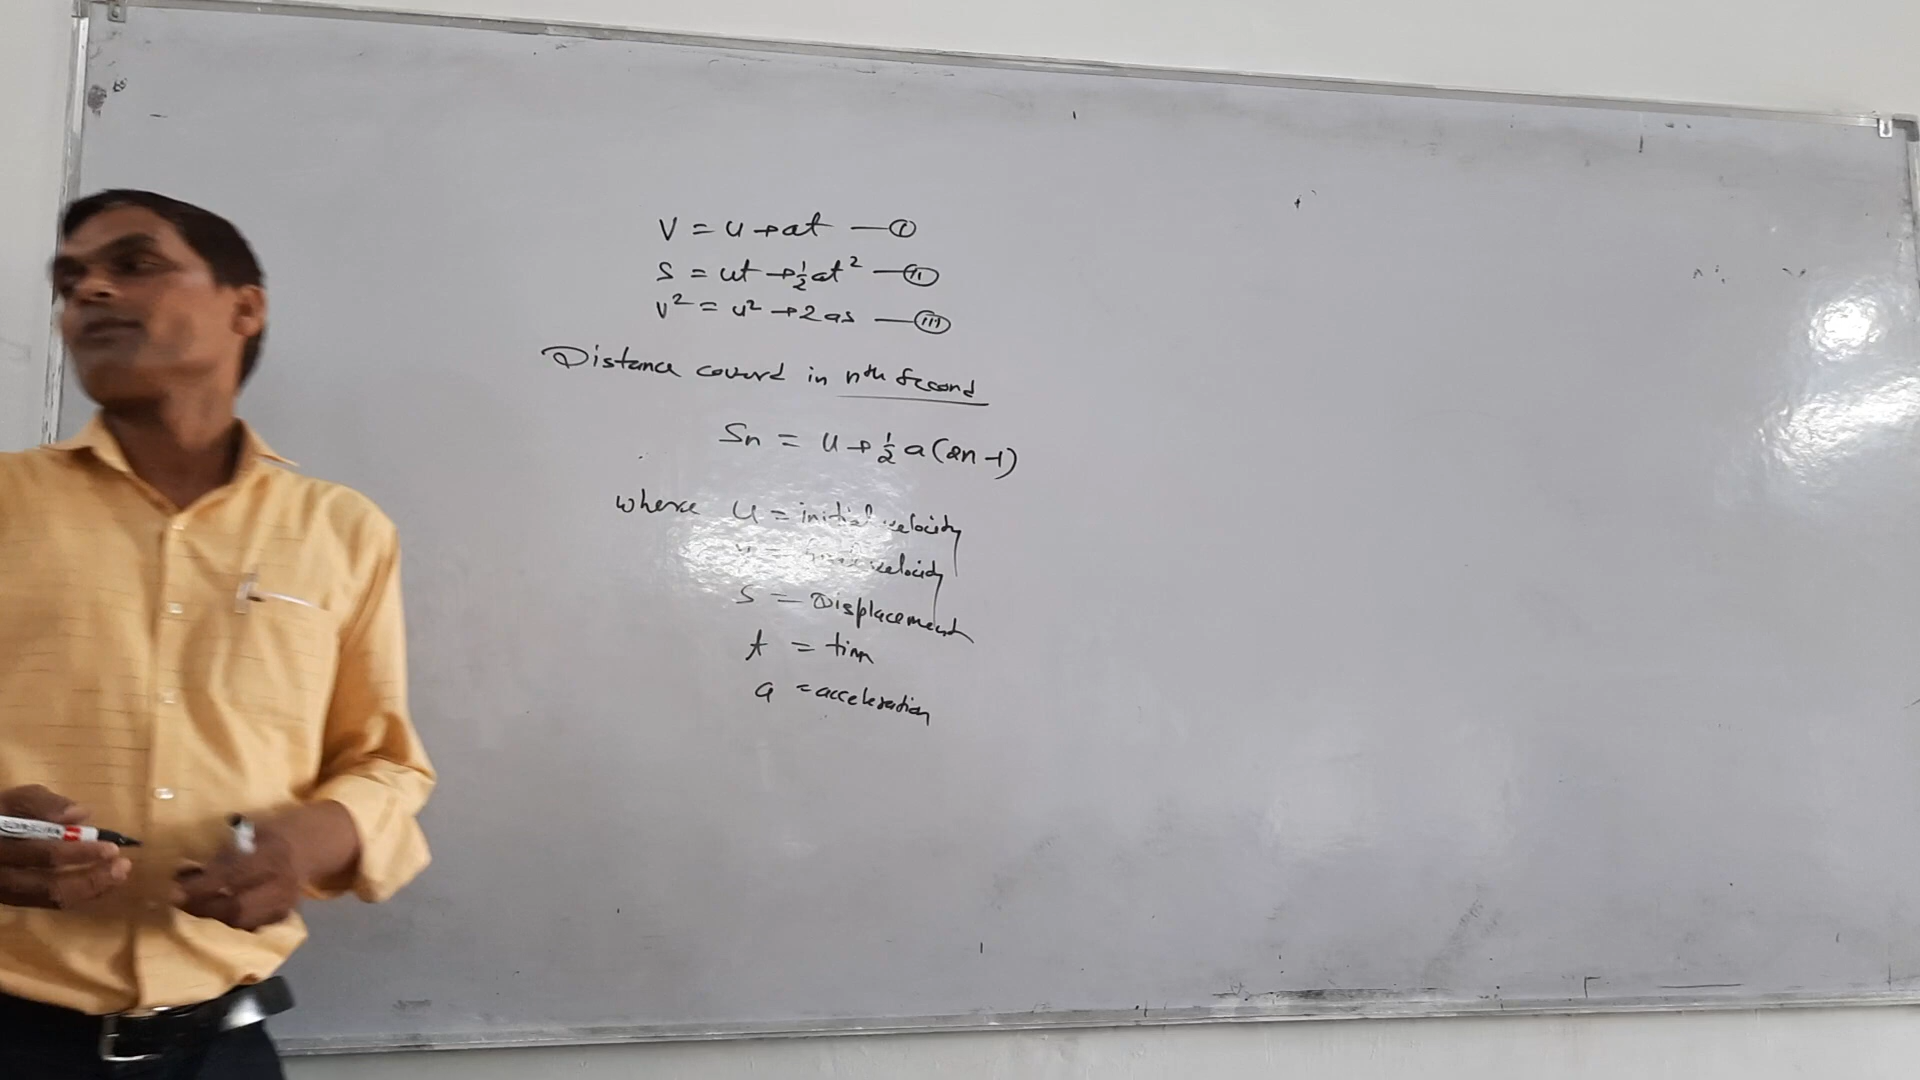 V = u + at — (i)
S = ut + ½at² — (ii)
v² = u² + 2as — (iii)
Distance coverd in nth Second
Sn = u + ½ a(2n-1)
where u = initial velocity
velocity
S = Displacement
t = time
a = acceleration